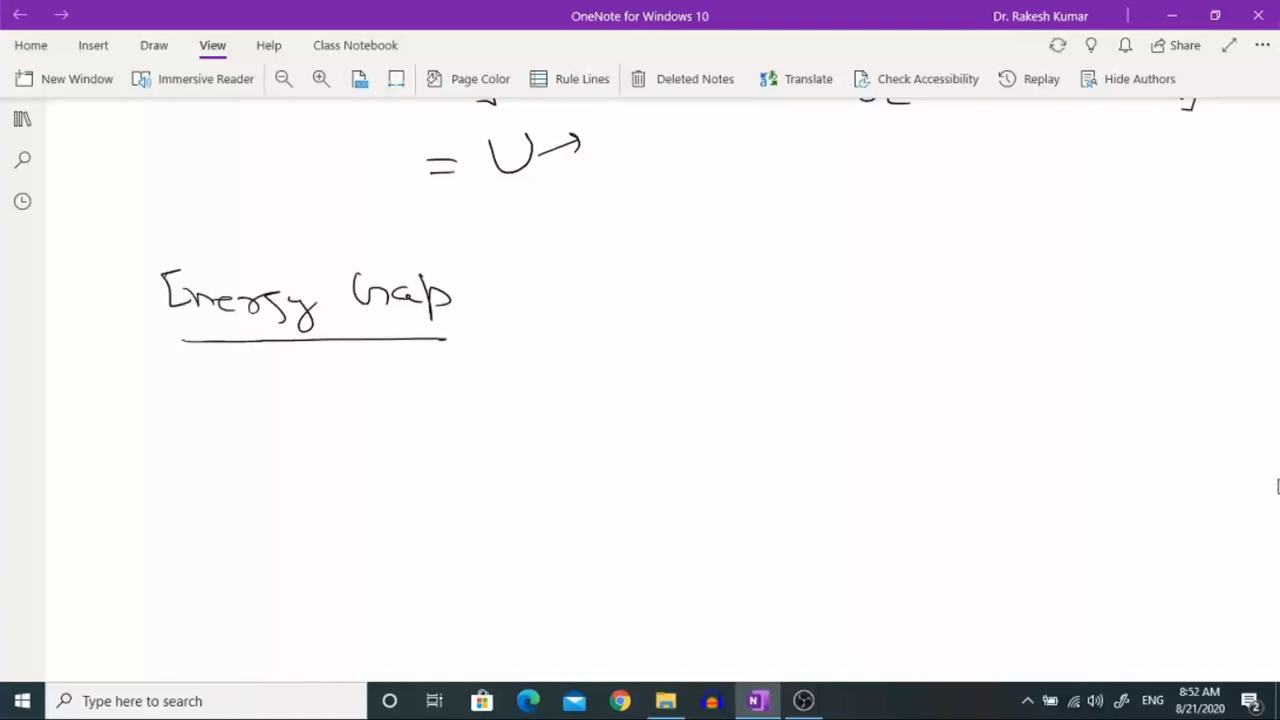 OneNote for Windows 10
Dr. Rakesh Kumar
Home Insert Draw View Help Class Notebook Share
New Window Immersive Reader Page Color Rule Lines Deleted Notes Translate Check Accessibility Replay Hide Authors
= U →
Energy Gap
Type here to search
ENG
8:52 AM
8/21/2020
2